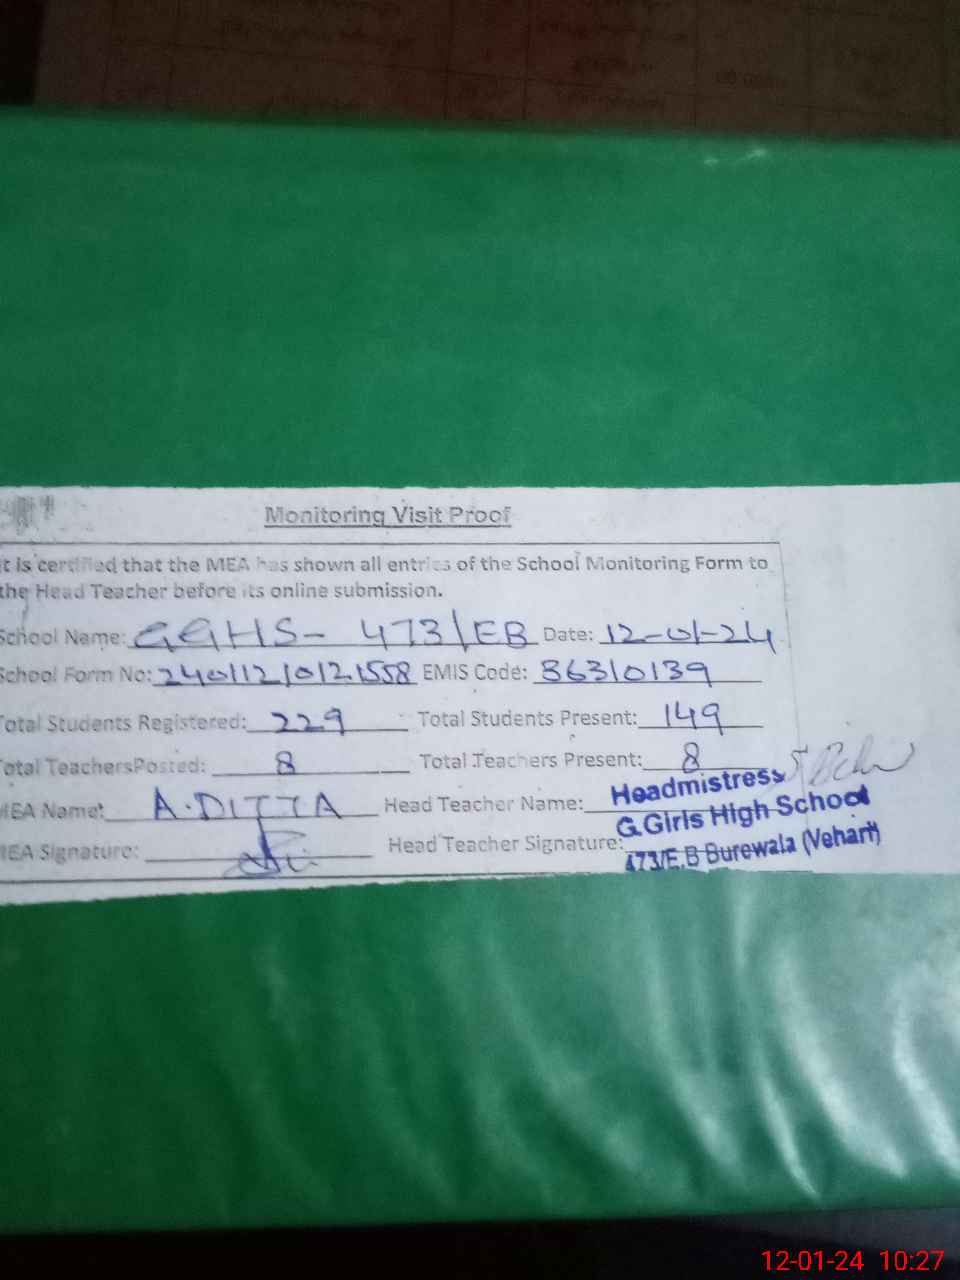 Monitoring Visit Proof
It is certified that the MEA has shown all entries of the School Monitoring Form to
the Head Teacher before its online submission.
School Name: GGHS- 473/EB Date: 12-01-24
School Form No: 24011210121558 EMIS Code: 36310139
Total Students Registered: 229 Total Students Present: 149
Total TeachersPosted: 8 Total Teachers Present: 8
MEA Name: A.DITTA Head Teacher Name:
MEA Signature: Head Teacher Signature:
Headmistress
G.Girls High School
473/E.B Burewala (Vehari)
12-01-24 10:27